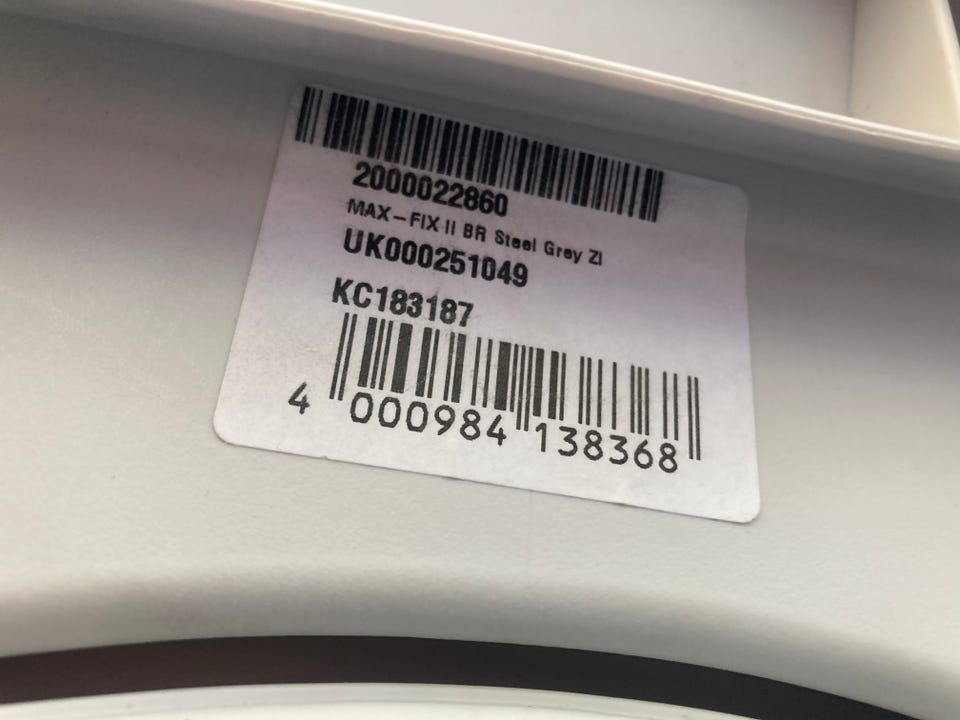 2000022860
MAX-FIX II BR Steel Grey ZI
UK000251049
KC183187
4 000984 138368